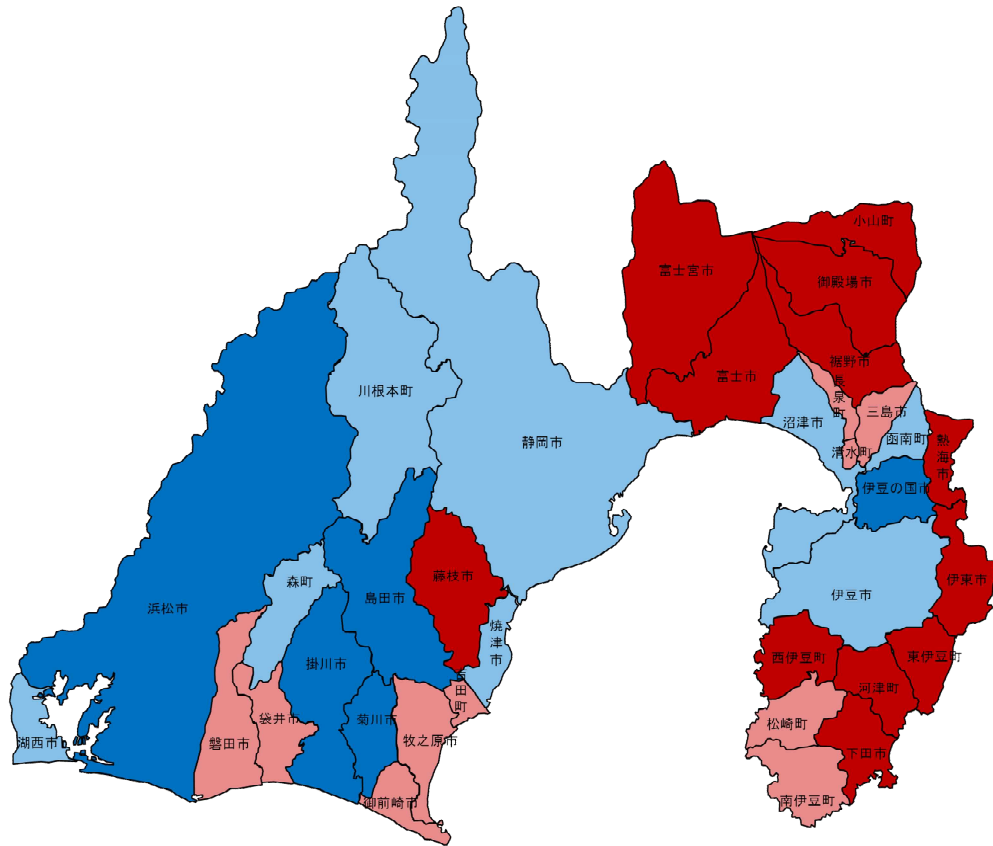 小山町
富士宮市
御殿場市
裾野市
富士市
長泉町
川根本町
三島市
沼津市
静岡市
函南町
熱海市
清水町
伊豆の国市
藤枝市
森町
伊東市
島田市
伊豆市
浜松市
焼津市
東伊豆町
西伊豆町
掛川市
吉田町
河津町
袋井市
菊川市
松崎町
牧之原市
湖西市
磐田市
下田市
南伊豆町
御前崎市